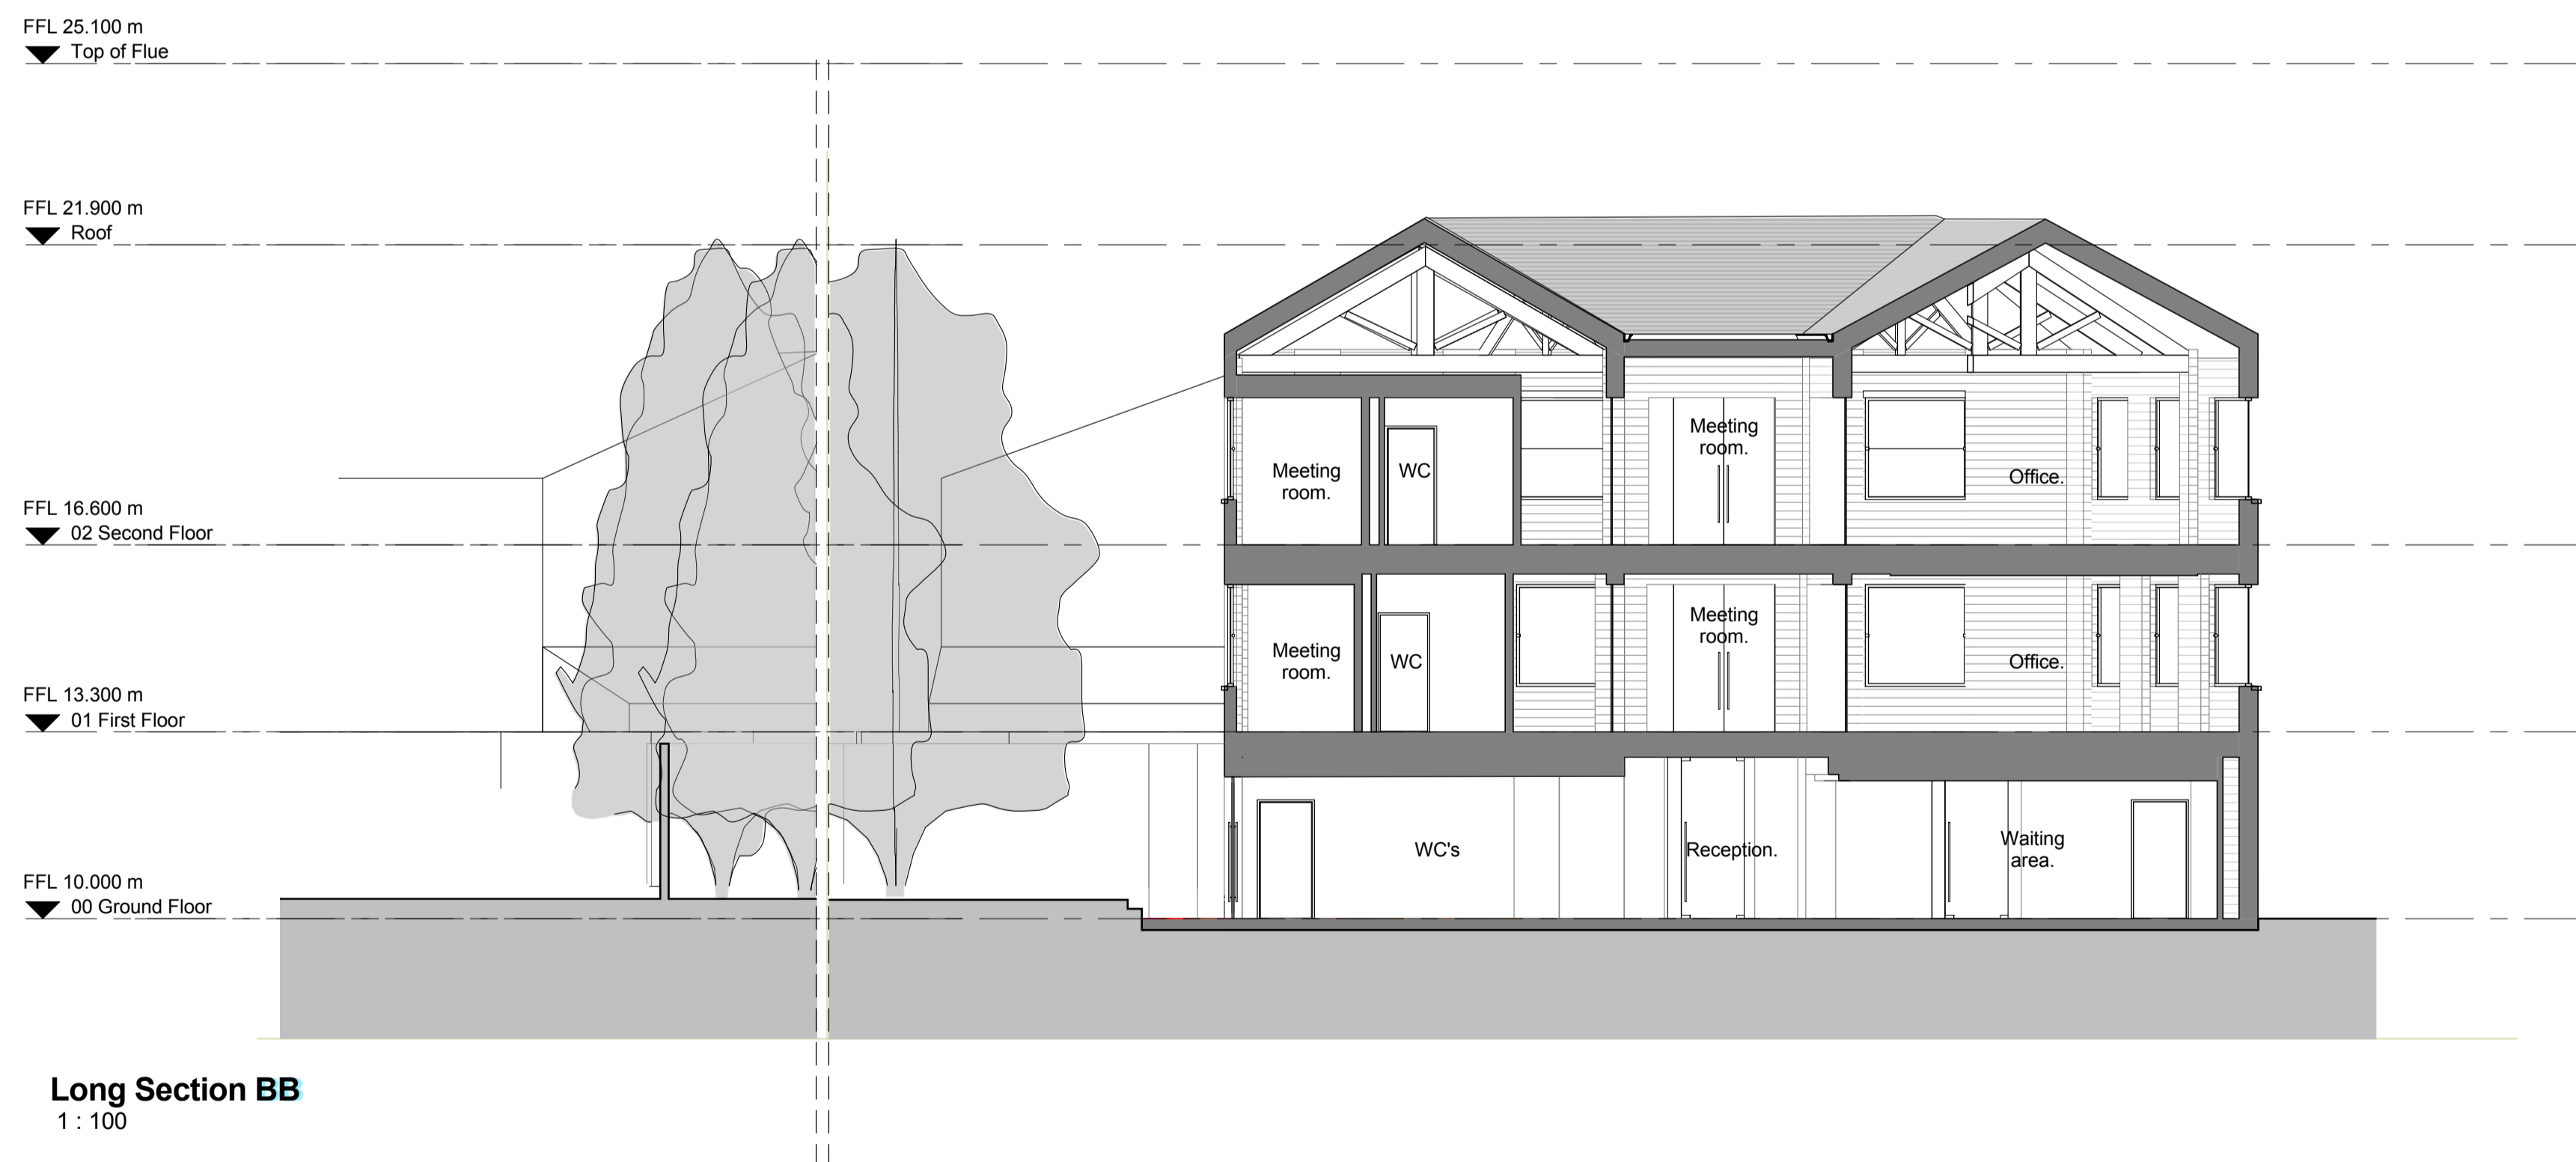 FFL 25.100 m
Top of Flue
FFL 21.900 m
Roof
FFL 16.600 m
02 Second Floor
FFL 13.300 m
01 First Floor
FFL 10.000 m
00 Ground Floor
Meeting
room.
WC
Meeting
room.
Office.
Meeting
room.
WC
Meeting
room.
Office.
WC's
Reception.
Waiting
area.
Long Section BB
1 : 100